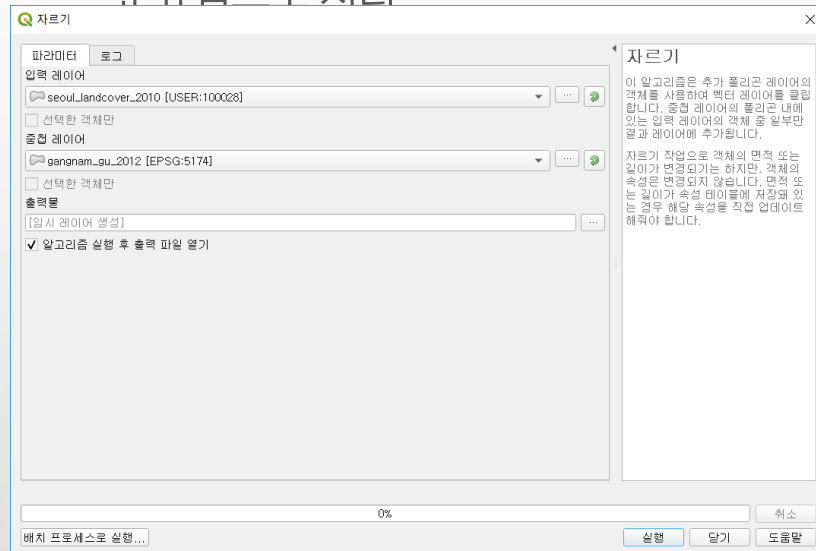 자르기
파라미터 로그
입력 레이어
seoul_landcover_2010 [USER:100028]
...
선택한 객체만
중첩 레이어
gangnam_gu_2012 [EPSG:5174]
...
선택한 객체만
출력물
[임시 레이어 생성]
...
알고리즘 실행 후 출력 파일 열기
자르기
이 알고리즘은 추가 폴리곤 레이어의
객체를 사용하여 벡터 레이어를 클립
합니다. 중첩 레이어의 폴리곤 내에
있는 입력 레이어의 객체 중 일부만
결과 레이어에 추가됩니다.
자르기 작업으로 객체의 면적 또는
길이가 변경되기는 하지만, 객체의
속성은 변경되지 않습니다. 면적 또
는 길이가 속성 테이블에 저장돼 있
는 경우 해당 속성을 직접 업데이트
해줘야 합니다.
0%
취소
배치 프로세스로 실행...
실행 닫기 도움말